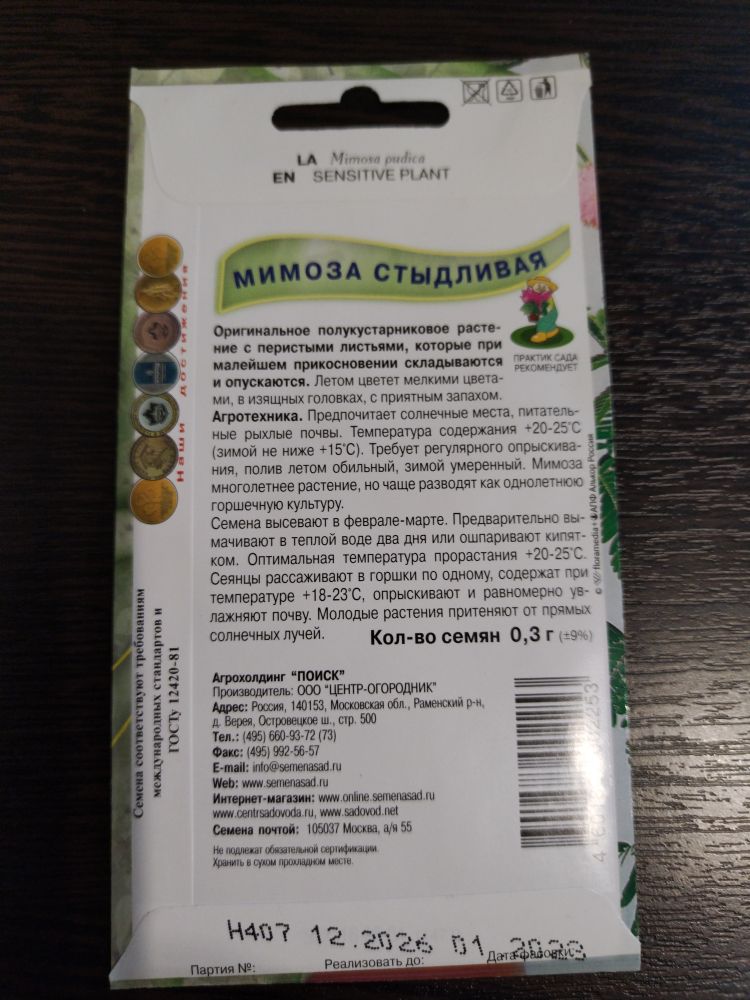 LA Mimosa pudica
EN SENSITIVE PLANT
МИМОЗА СТЫДЛИВАЯ
ПРАКТИК САДА
РЕКОМЕНДУЕТ
Оригинальное полукустарниковое расте-
ние с перистыми листьями, которые при
малейшем прикосновении складываются
и опускаются. Летом цветет мелкими цвета-
ми, в изящных головках, с приятным запахом.
Агротехника. Предпочитает солнечные места, питатель-
ные рыхлые почвы. Температура содержания +20-25°С
(зимой не ниже +15°С). Требует регулярного опрыскива-
ния, полив летом обильный, зимой умеренный. Мимоза
многолетнее растение, но чаще разводят как однолетнюю
горшечную культуру.
Семена высевают в феврале-марте. Предварительно вы-
мачивают в теплой воде два дня или ошпаривают кипят-
ком. Оптимальная температура прорастания +20-25°С.
Сеянцы рассаживают в горшки по одному, содержат при
температуре +18-23°С, опрыскивают и равномерно ув-
лажняют почву. Молодые растения притеняют от прямых
солнечных лучей.
Кол-во семян 0,3 г (±9%)
Наши достижения
Семена соответствуют требованиям
международных стандартов и
ГОСТу 12420-81
Агрохолдинг "ПОИСК"
Производитель: ООО "ЦЕНТР-ОГОРОДНИК"
Адрес: Россия, 140153, Московская обл., Раменский р-н,
д. Верея, Островецкое ш., стр. 500
Тел.: (495) 660-93-72 (73)
Факс: (495) 992-56-57
E-mail: info@semenasad.ru
Web: www.semenasad.ru
Интернет-магазин: www.online.semenasad.ru
www.centrsadovoda.ru, www.sadovod.net
Семена почтой: 105037 Москва, а/я 55
Не подлежат обязательной сертификации.
Хранить в сухом прохладном месте.
© floramedia + АПФ Алькор Россия
Н407 12.2026 01.2023
Партия №:
Реализовать до:
Дата фасовки: